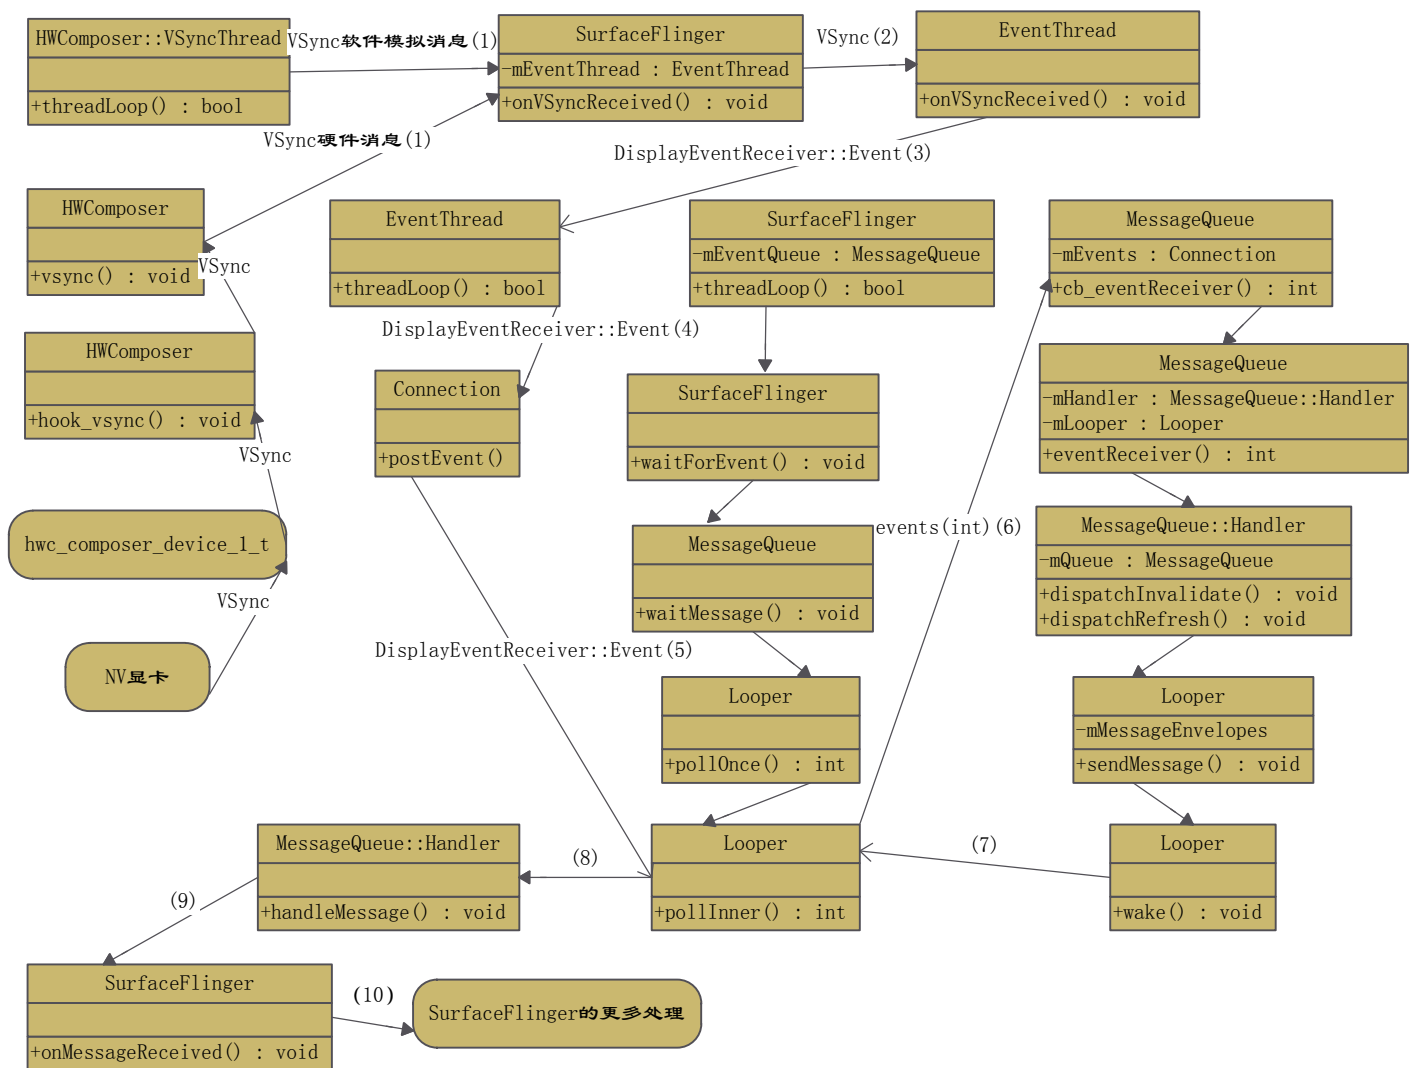 HWComposer::VSyncThread
+threadLoop() : bool
VSync软件模拟消息(1)
SurfaceFlinger
-mEventThread : EventThread
+onVSyncReceived() : void
VSync(2)
EventThread
+onVSyncReceived() : void
VSync硬件消息(1)
DisplayEventReceiver::Event(3)
HWComposer
+vsync() : void
VSync
EventThread
+threadLoop() : bool
SurfaceFlinger
-mEventQueue : MessageQueue
+threadLoop() : bool
MessageQueue
-mEvents : Connection
+cb_eventReceiver() : int
DisplayEventReceiver::Event(4)
HWComposer
+hook_vsync() : void
VSync
Connection
+postEvent()
SurfaceFlinger
+waitForEvent() : void
MessageQueue
-mHandler : MessageQueue::Handler
-mLooper : Looper
+eventReceiver() : int
hwc_composer_device_1_t
VSync
MessageQueue
+waitMessage() : void
events(int)(6)
MessageQueue::Handler
-mQueue : MessageQueue
+dispatchInvalidate() : void
+dispatchRefresh() : void
NV显卡
DisplayEventReceiver::Event(5)
Looper
+pollOnce() : int
Looper
-mMessageEnvelopes
+sendMessage() : void
MessageQueue::Handler
+handleMessage() : void
(8)
Looper
+pollInner() : int
(7)
Looper
+wake() : void
(9)
SurfaceFlinger
+onMessageReceived() : void
(10)
SurfaceFlinger的更多处理